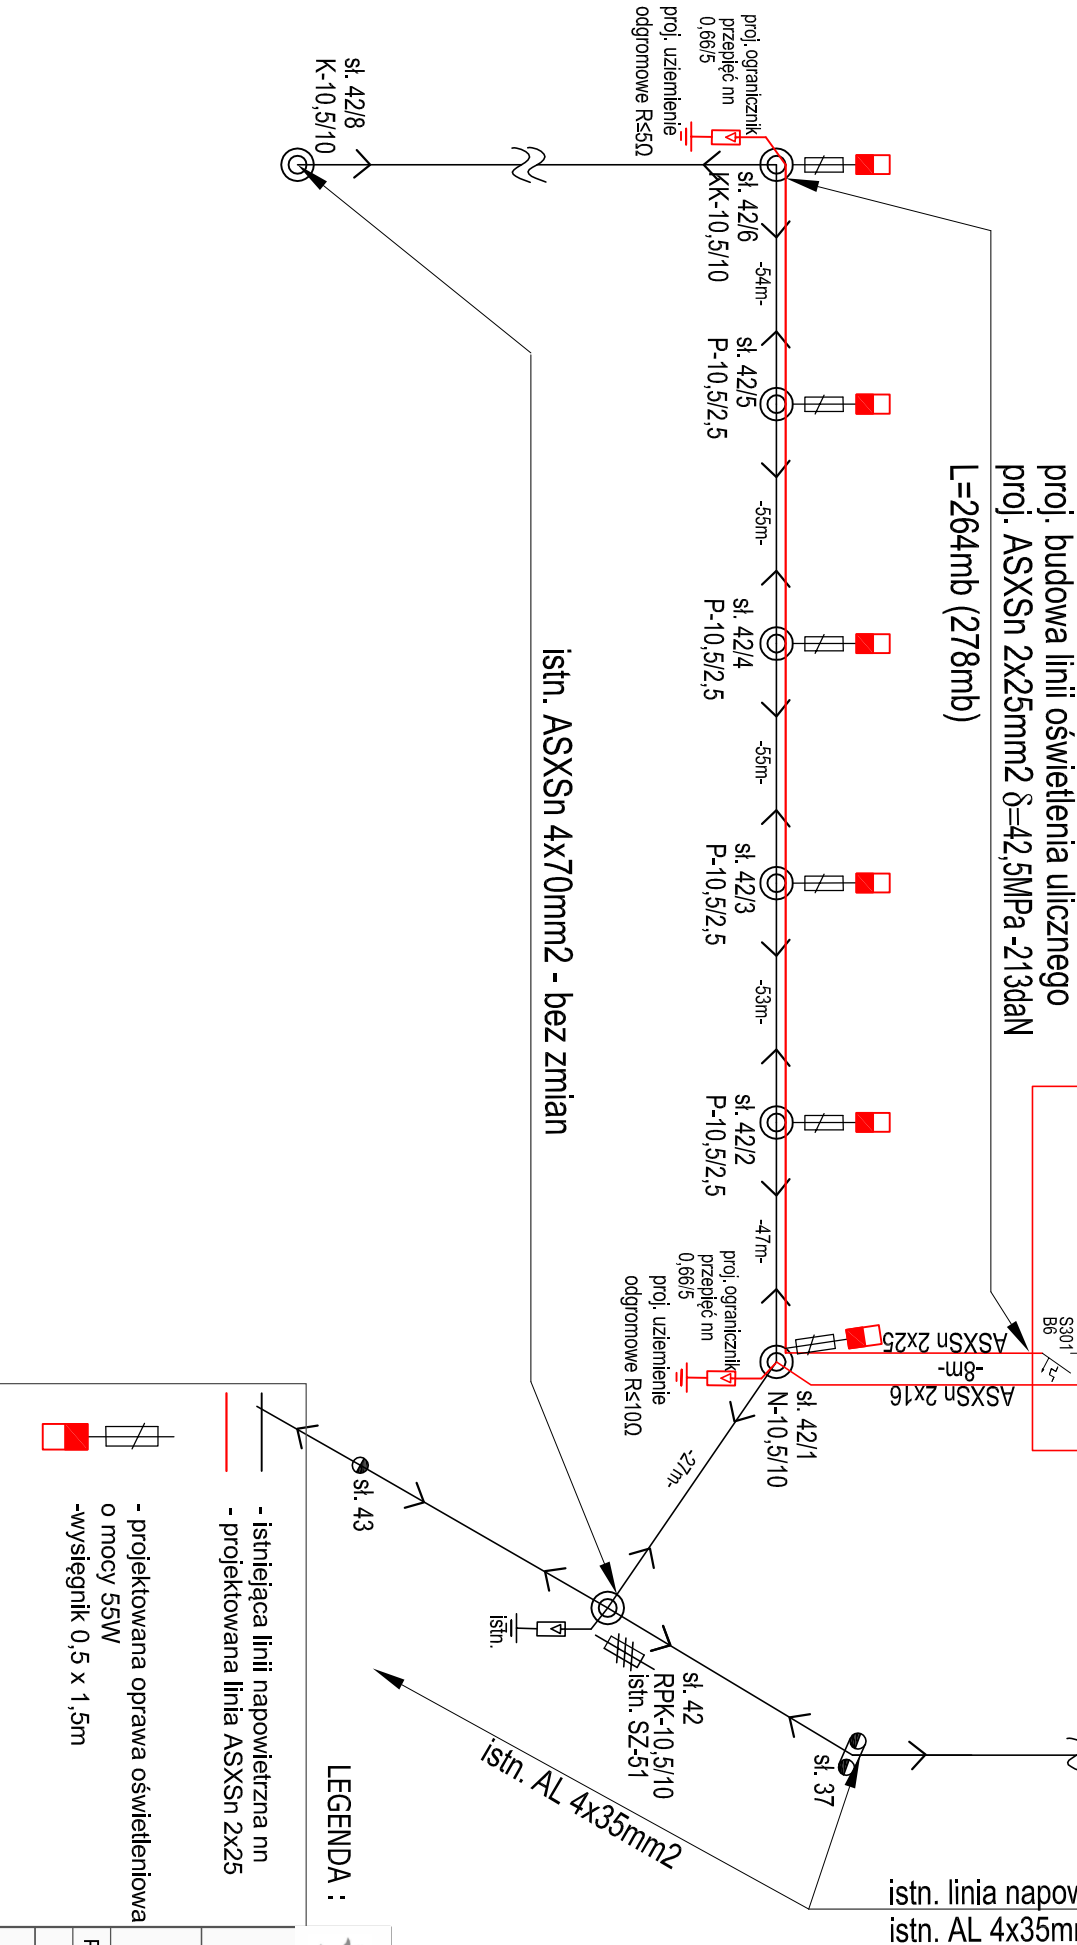 proj. budowa linii oświetlenia ulicznego
proj. ASXSn 2x25mm2 δ=42,5MPa -213daN
L=264mb (278mb)
proj. ogranicznik
przepięć nn
0,66/5
proj. uziemienie
odgromowe R≤5Ω
sł. 42/8
K-10,5/10
sł. 42/6
KK-10,5/10
-54m-
sł. 42/5
P-10,5/2,5
-55m-
sł. 42/4
P-10,5/2,5
-55m-
sł. 42/3
P-10,5/2,5
-53m-
sł. 42/2
P-10,5/2,5
-47m-
proj. ogranicznik
przepięć nn
0,66/5
proj. uziemienie
odgromowe R≤10Ω
sł. 42/1
N-10,5/10
S301
B6
ASXSn 2x25
-8m-
ASXSn 2x16
istn. ASXSn 4x70mm2 - bez zmian
-27m-
sł. 43
istn.
sł. 42
RPK-10,5/10
istn. SZ-51
sł. 37
istn. AL 4x35mm2
istn. linia napow
istn. AL 4x35m
LEGENDA :
- istniejąca linii napowietrzna nn
- projektowana linia ASXSn 2x25
- projektowana oprawa oświetleniowa
o mocy 55W
-wysięgnik 0,5 x 1,5m